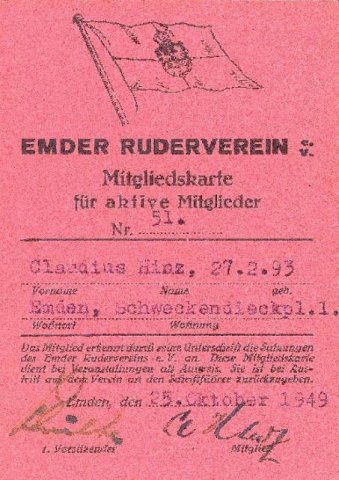 EMDER RUDERVEREIN e. V.
Mitgliedskarte
für aktive Mitglieder
Nr. 51.
Claudius Hinz, 27.2.93
Vorname Name geb.
Emden, Schweckendieckpl.1.
Wohnort Wohnung
Das Mitglied erkennt durch seine Unterschrift die Satzungen
des Emder Rudervereins e. V. an. Diese Mitgliedskarte
dient bei Veranstaltungen als Ausweis. Sie ist bei Aus-
tritt aus dem Verein an den Schriftführer zurückzugeben.
Emden, den 25.Oktober 1949
1. Vorsitzender Mitglied